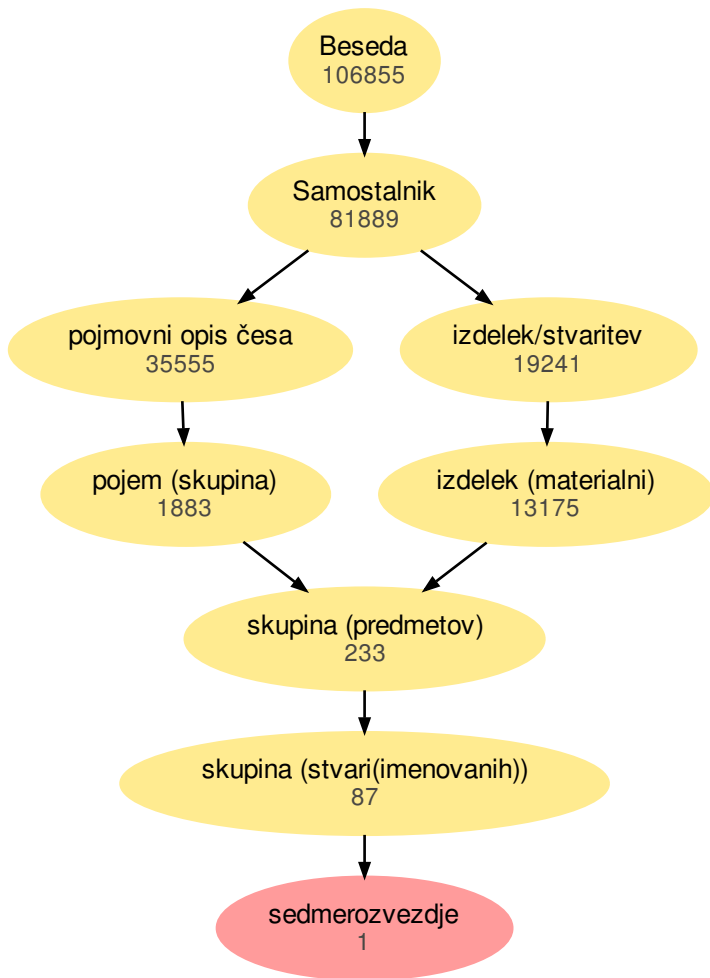 Beseda
106855
Samostalnik
81889
pojmovni opis česa
35555
izdelek/stvaritev
19241
pojem (skupina)
1883
izdelek (materialni)
13175
skupina (predmetov)
233
skupina (stvari(imenovanih))
87
sedmerozvezdje
1